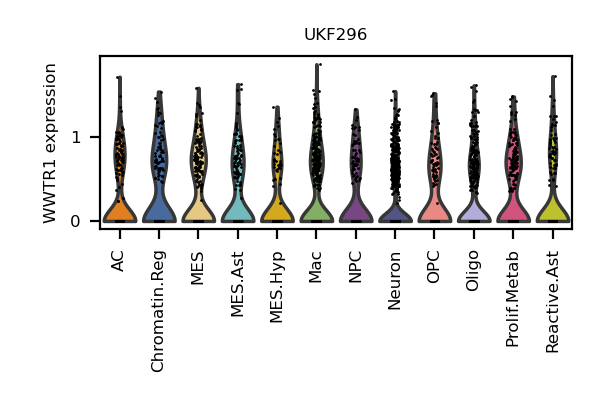 UKF296
WWTR1 expression
1
0
AC
Chromatin.Reg
MES
MES.Ast
MES.Hyp
Mac
NPC
Neuron
OPC
Oligo
Prolif.Metab
Reactive.Ast